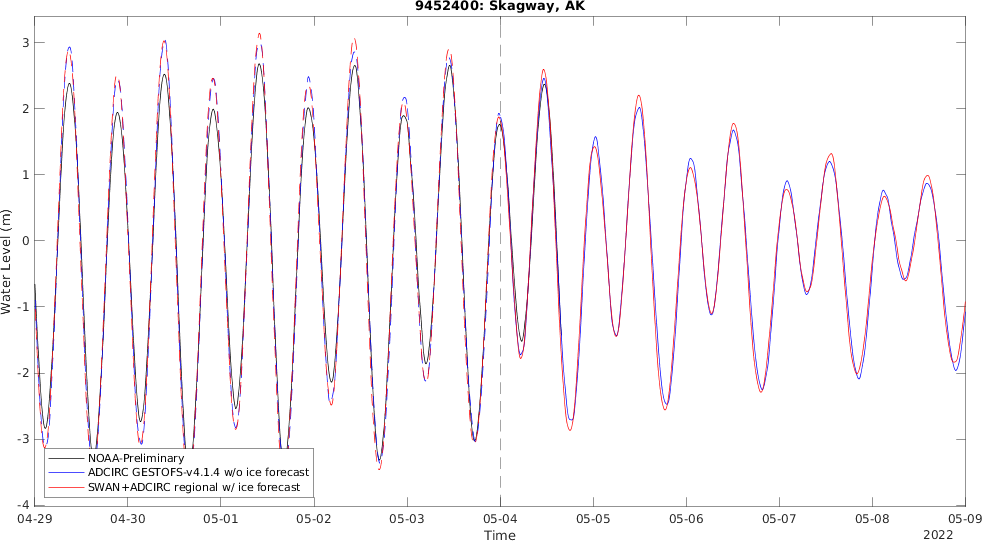 9452400: Skagway, AK
3
2
1
0
-1
-2
-3
-4
Water Level (m)
NOAA-Preliminary
ADCIRC GESTOFS-v4.1.4 w/o ice forecast
SWAN+ADCIRC regional w/ ice forecast
04-29 04-30 05-01 05-02 05-03 05-04 05-05 05-06 05-07 05-08 05-09
Time
2022